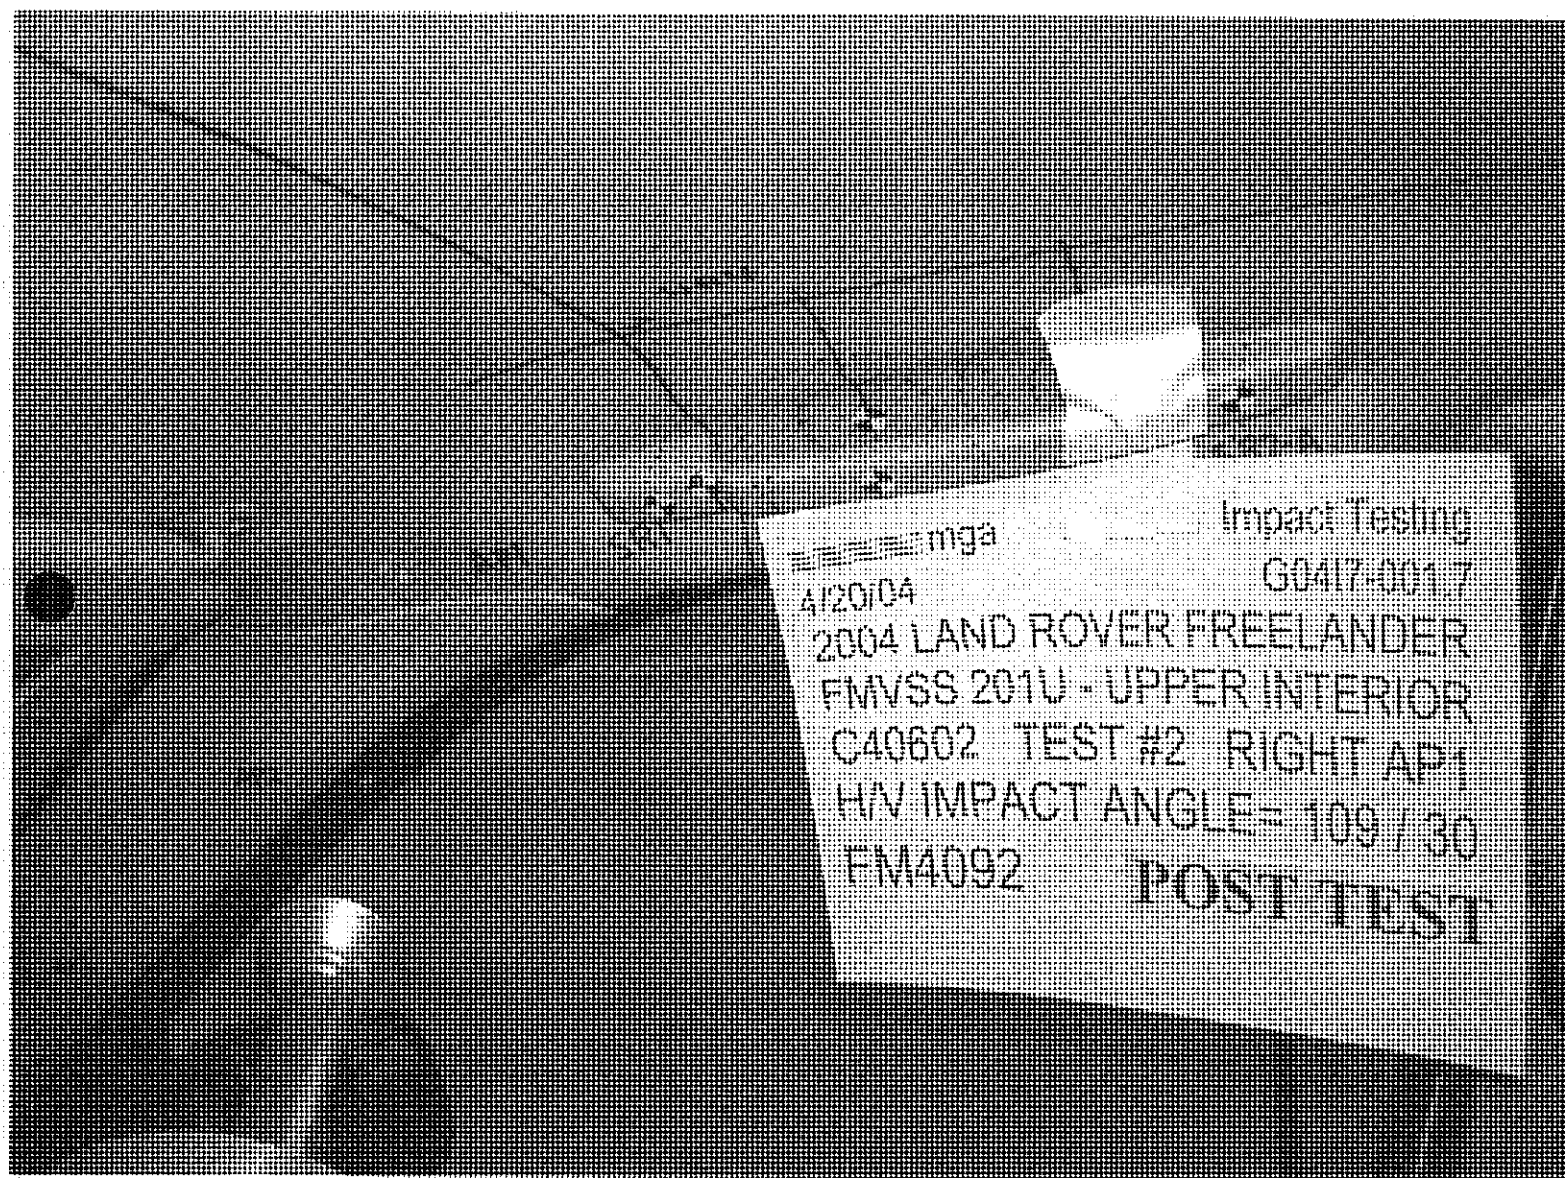 mga Impact Testing
4/20/04 G04I7-001.7
2004 LAND ROVER FREELANDER
FMVSS 201U - UPPER INTERIOR
C40602 TEST #2 RIGHT AP1
H/V IMPACT ANGLE= 109 / 30
FM4092 POST TEST